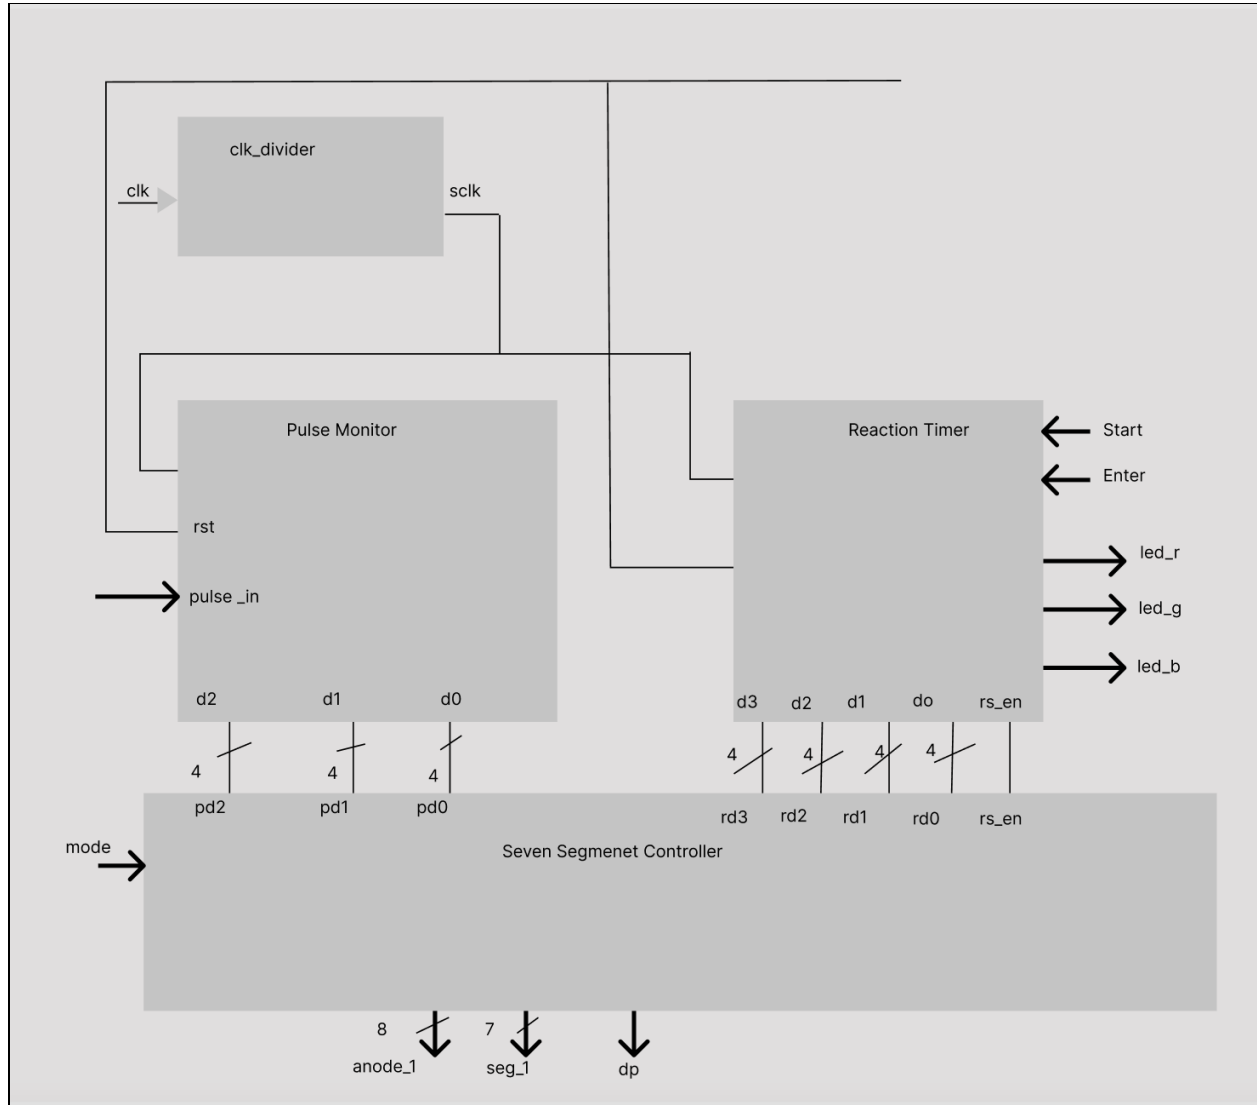 clk_divider
clk
sclk
Pulse Monitor
rst
pulse _in
d2
d1
d0
Reaction Timer
Start
Enter
led_r
led_g
led_b
d3
d2
d1
do
rs_en
4
4
4
4
4
4
4
pd2
pd1
pd0
rd3
rd2
rd1
rd0
rs_en
mode
Seven Segmenet Controller
8
7
anode_1
seg_1
dp